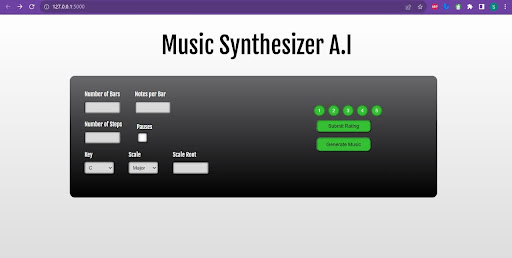 127.0.0.1:5000
Music Synthesizer A.I
Number of Bars Notes per Bar
Number of Steps Pauses
1 2 3 4 5
Submit Rating
Generate Music
Key Scale Scale Root
C Major